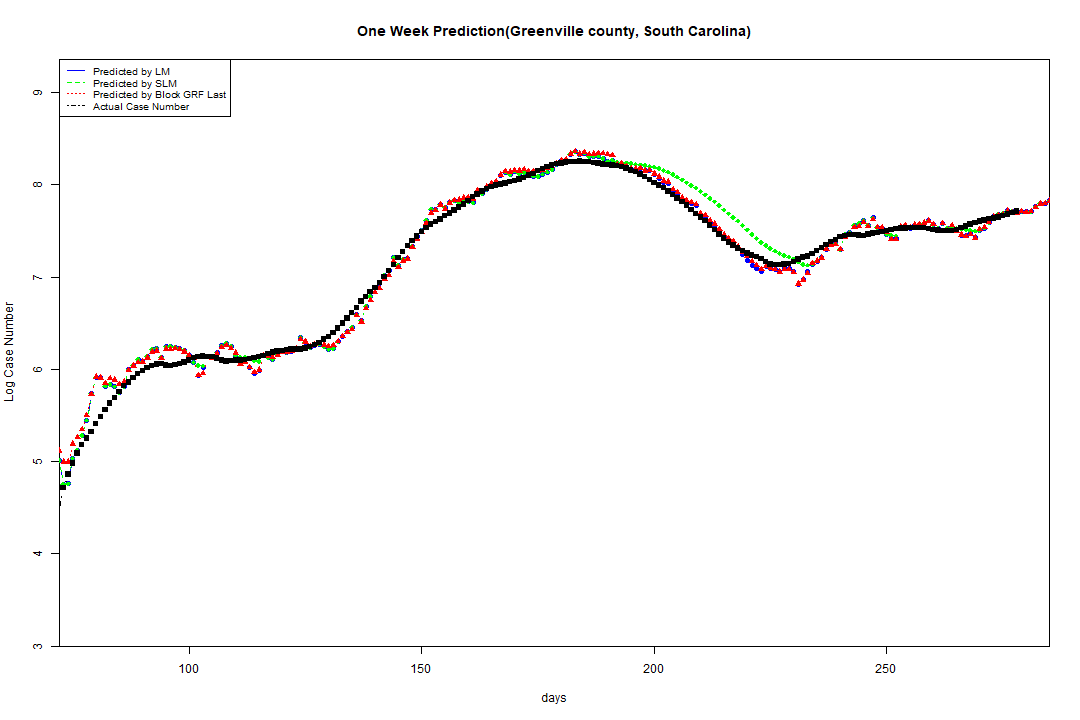 One Week Prediction(Greenville county, South Carolina)
Predicted by LM
Predicted by SLM
Predicted by Block GRF Last
Actual Case Number
9
8
7
6
5
4
3
Log Case Number
100 150 200 250
days